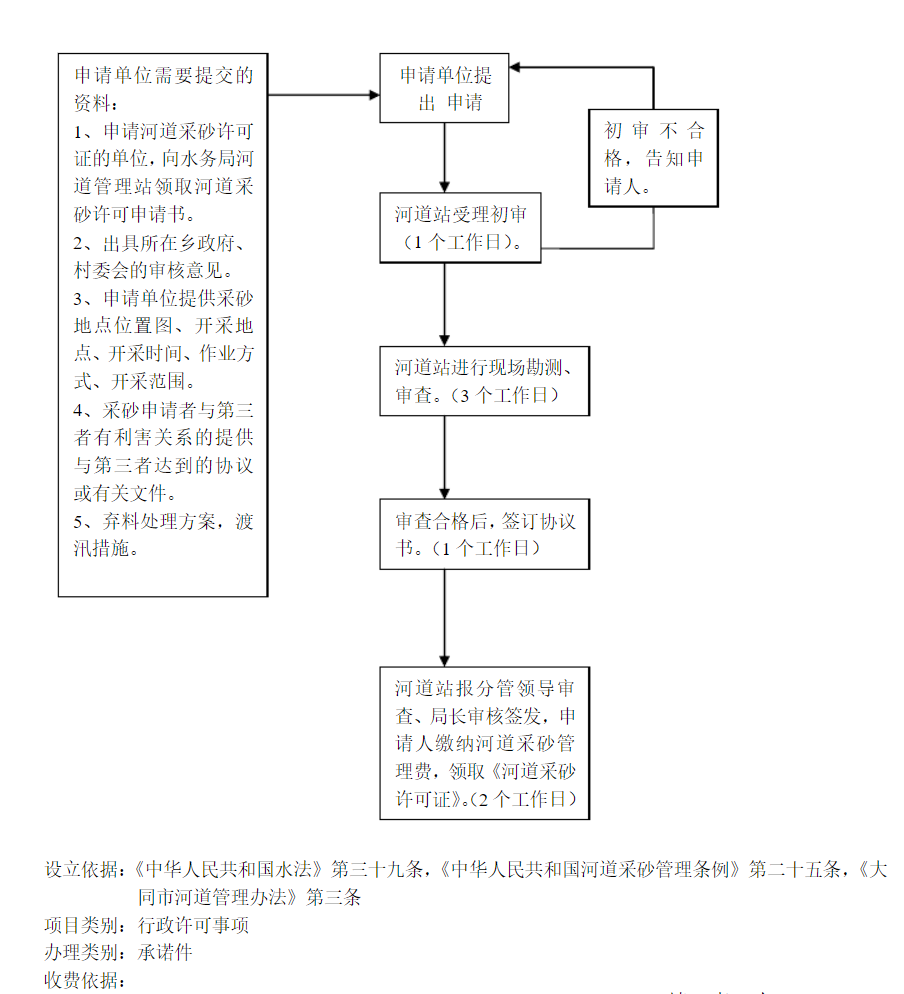 申请单位需要提交的
资料：
1、申请河道采砂许可
证的单位，向水务局河
道管理站领取河道采
砂许可申请书。
2、出具所在乡政府、
村委会的审核意见。
3、申请单位提供采砂
地点位置图、开采地
点、开采时间、作业方
式、开采范围。
4、采砂申请者与第三
者有利害关系的提供
与第三者达到的协议
或有关文件。
5、弃料处理方案，渡
汛措施。
申请单位提
出 申请
初审不合
格，告知申
请人。
河道站受理初审
（1 个工作日）。
河道站进行现场勘测、
审查。（3 个工作日）
审查合格后，签订协议
书。（1 个工作日）
河道站报分管领导审
查、局长审核签发，申
请人缴纳河道采砂管
理费，领取《河道采砂
许可证》。（2 个工作日）
设立依据：《中华人民共和国水法》第三十九条，《中华人民共和国河道采砂管理条例》第二十五条，《大
同市河道管理办法》第三条
项目类别：行政许可事项
办理类别：承诺件
收费依据：